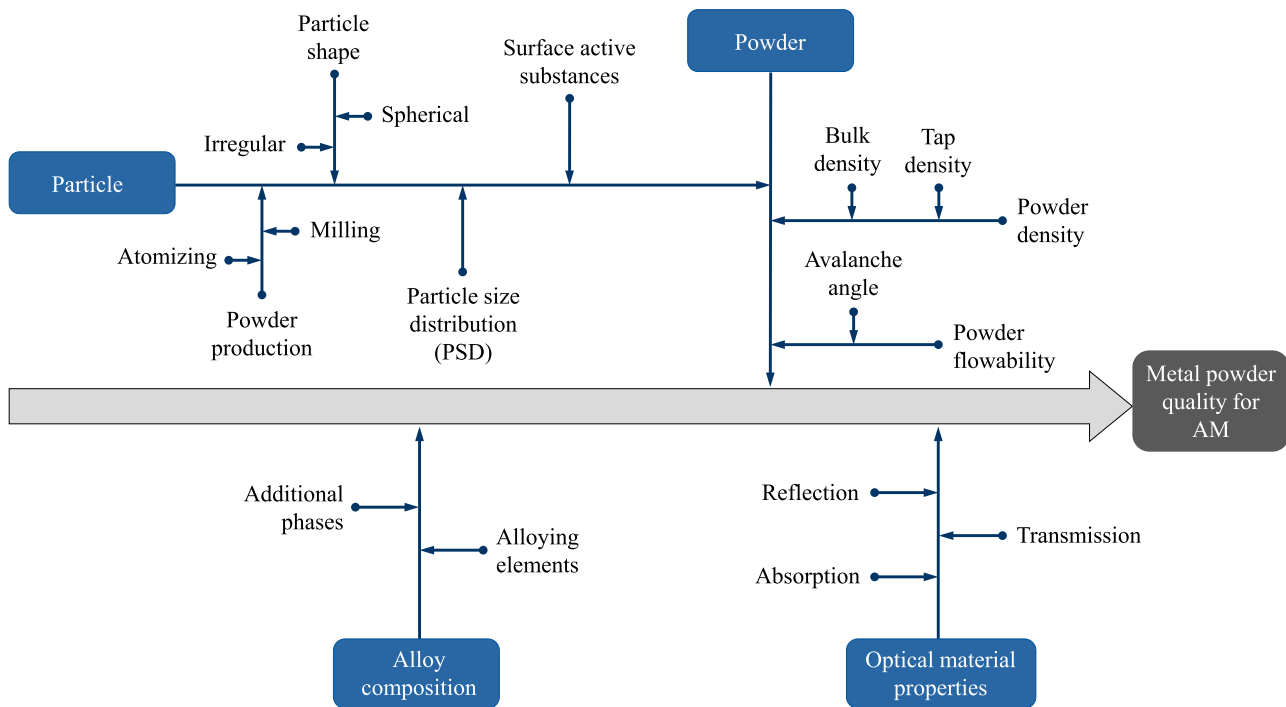 Particle
shape
Surface active
substances
Powder
Spherical
Irregular
Bulk
density
Tap
density
Particle
Powder
density
Milling
Atomizing
Avalanche
angle
Powder
production
Particle size
distribution
(PSD)
Powder
flowability
Metal powder
quality for
AM
Additional
phases
Alloying
elements
Reflection
Transmission
Absorption
Alloy
composition
Optical material
properties